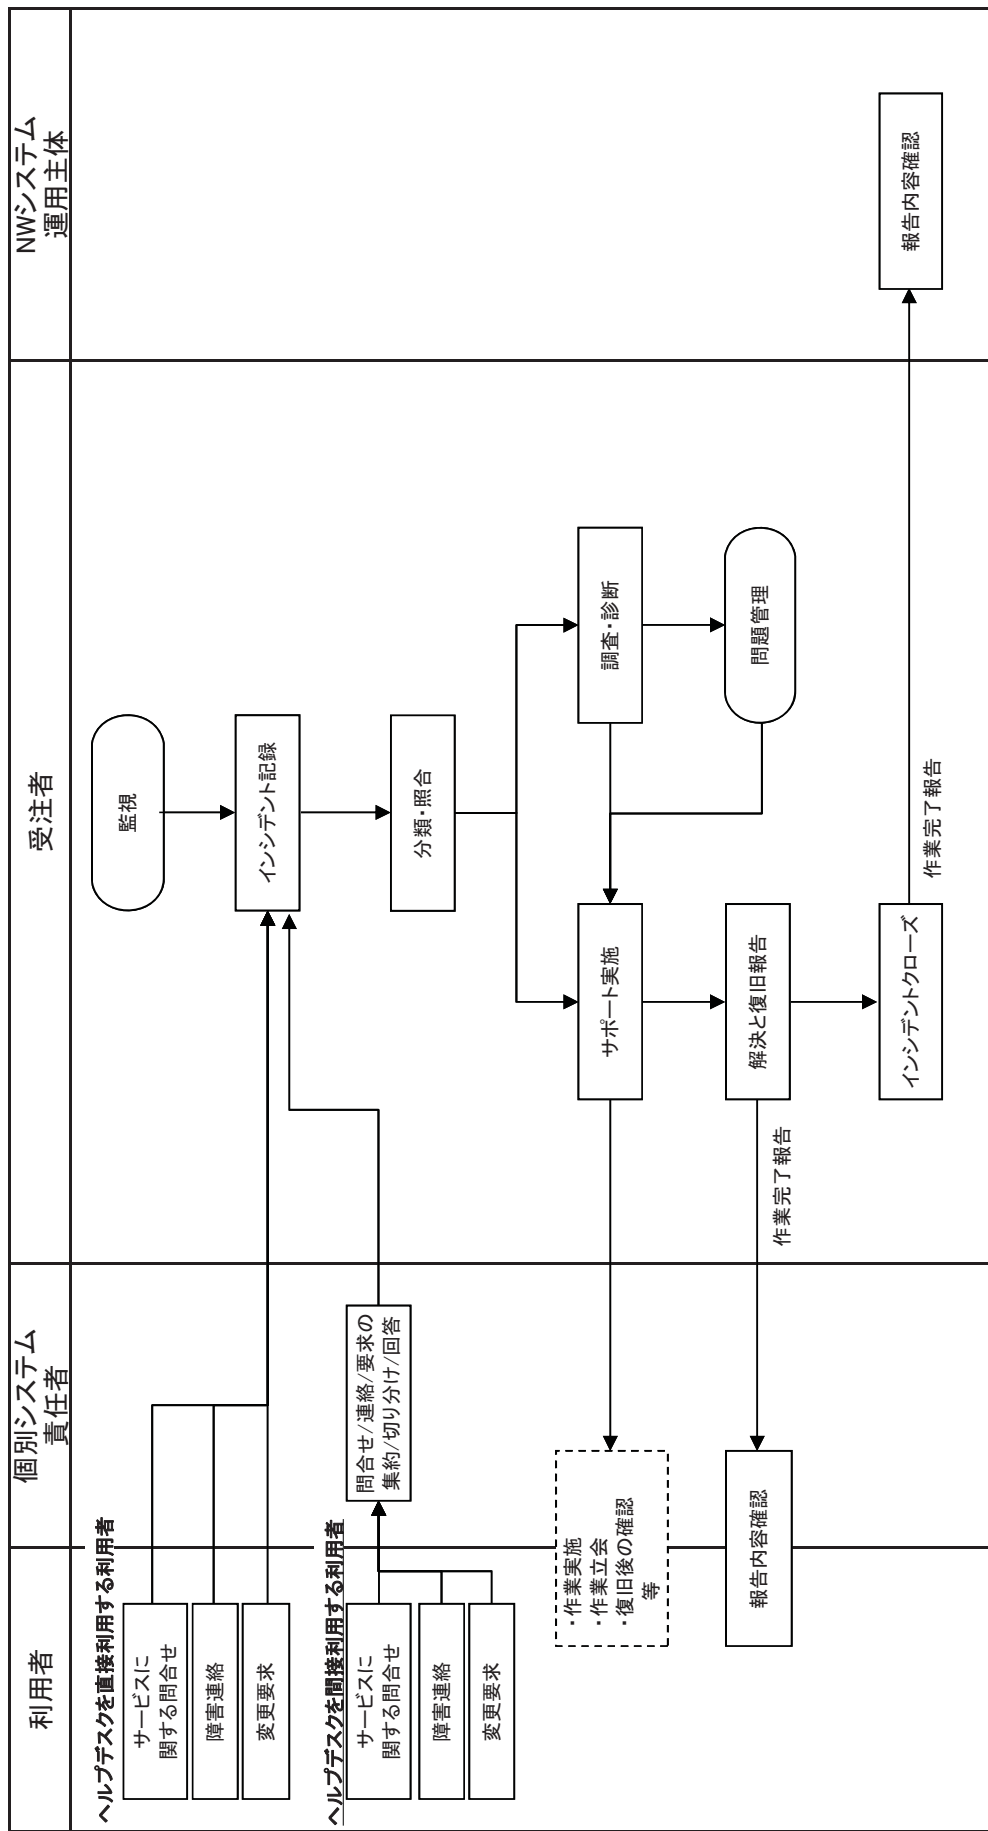 利用者
個別システム
責任者
受注者
NWシステム
運用主体
ヘルプデスクを直接利用する利用者
サービスに
関する問合せ
障害連絡
変更要求
監視
インシデント記録
ヘルプデスクを間接利用する利用者
サービスに
関する問合せ
障害連絡
変更要求
問合せ/連絡/要求の
集約/切り分け/回答
分類・照合
・作業実施
・作業立会
・復旧後の確認
等
サポート実施
調査・診断
報告内容確認
作業完了報告
解決と復旧報告
問題管理
インシデントクローズ
作業完了報告
報告内容確認